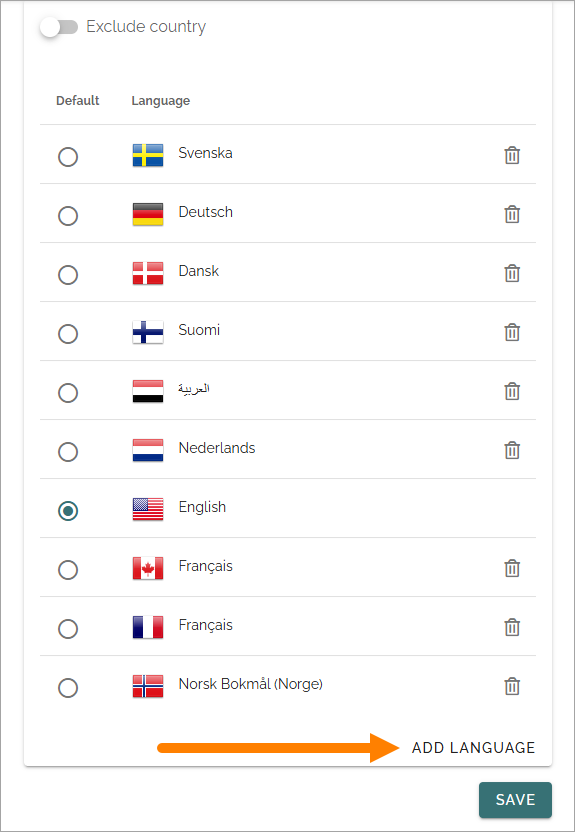 Exclude country
Default Language
Svenska
Deutsch
Dansk
Suomi
العربية
Nederlands
English
Français
Français
Norsk Bokmål (Norge)
ADD LANGUAGE
SAVE